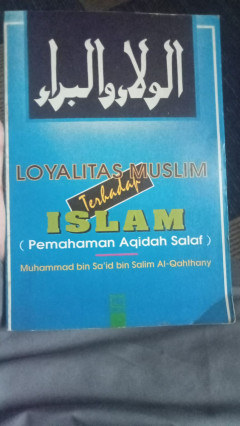 الولاء والبراء
LOYALITAS MUSLIM
Terhadap
ISLAM
( Pemahaman Aqidah Salaf )
Muhammad bin Sa'id bin Salim Al-Qahthany